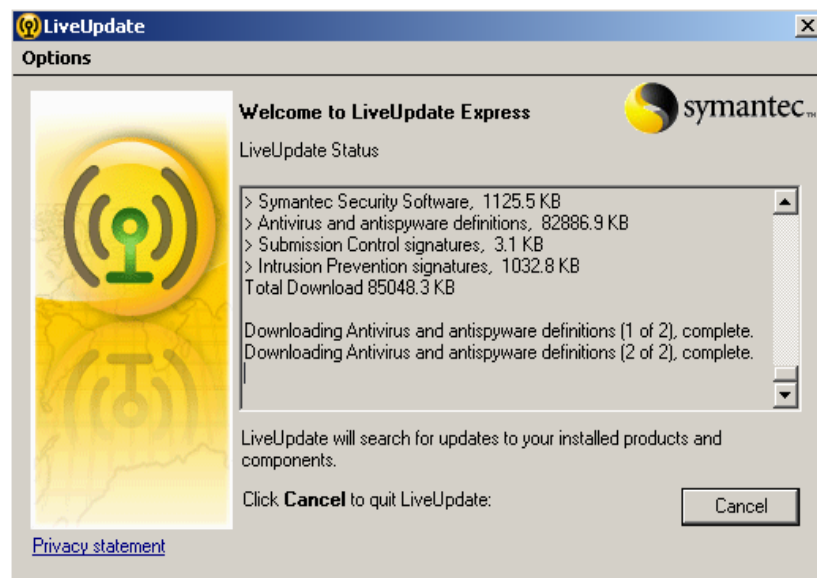 LiveUpdate
Options
symantec™
Welcome to LiveUpdate Express
LiveUpdate Status
> Symantec Security Software, 1125.5 KB
> Antivirus and antispyware definitions, 82886.9 KB
> Submission Control signatures, 3.1 KB
> Intrusion Prevention signatures, 1032.8 KB
Total Download 85048.3 KB
Downloading Antivirus and antispyware definitions (1 of 2), complete.
Downloading Antivirus and antispyware definitions (2 of 2), complete.
LiveUpdate will search for updates to your installed products and
components.
Click Cancel to quit LiveUpdate:
Cancel
Privacy statement